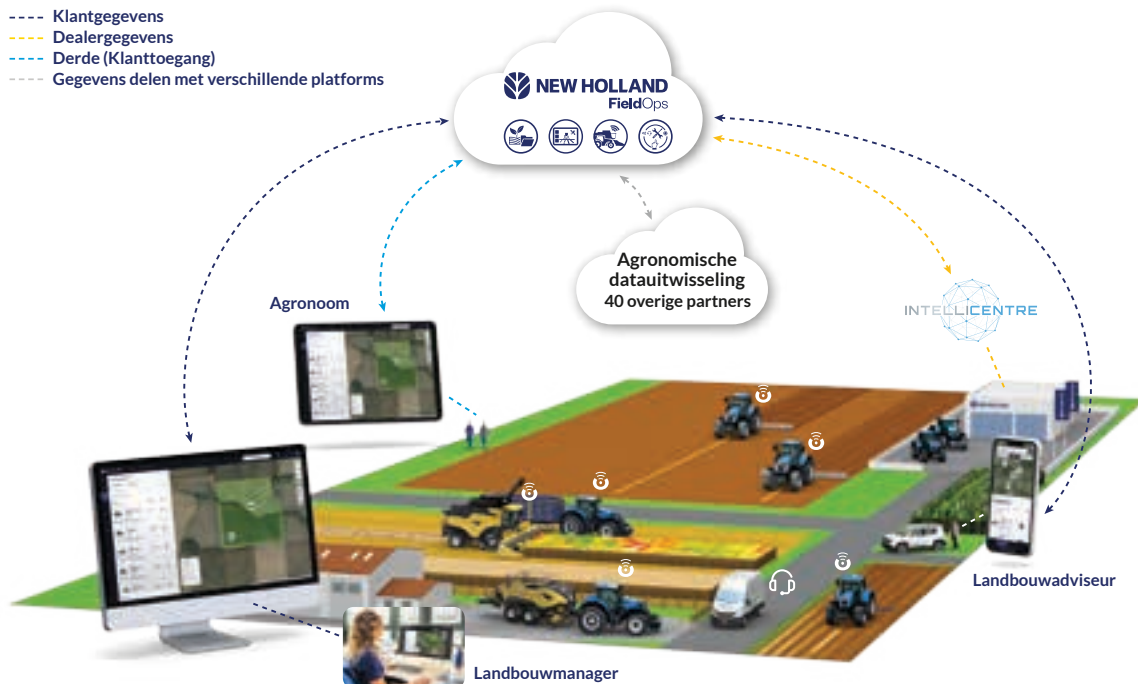 Klantgegevens
Dealergegevens
Derde (Klanttoegang)
Gegevens delen met verschillende platforms
NEW HOLLAND
FieldOps
Agronomische
datauitwisseling
40 overige partners
Agronoom
INTELLICENTRE
Landbouwadviseur
Landbouwmanager